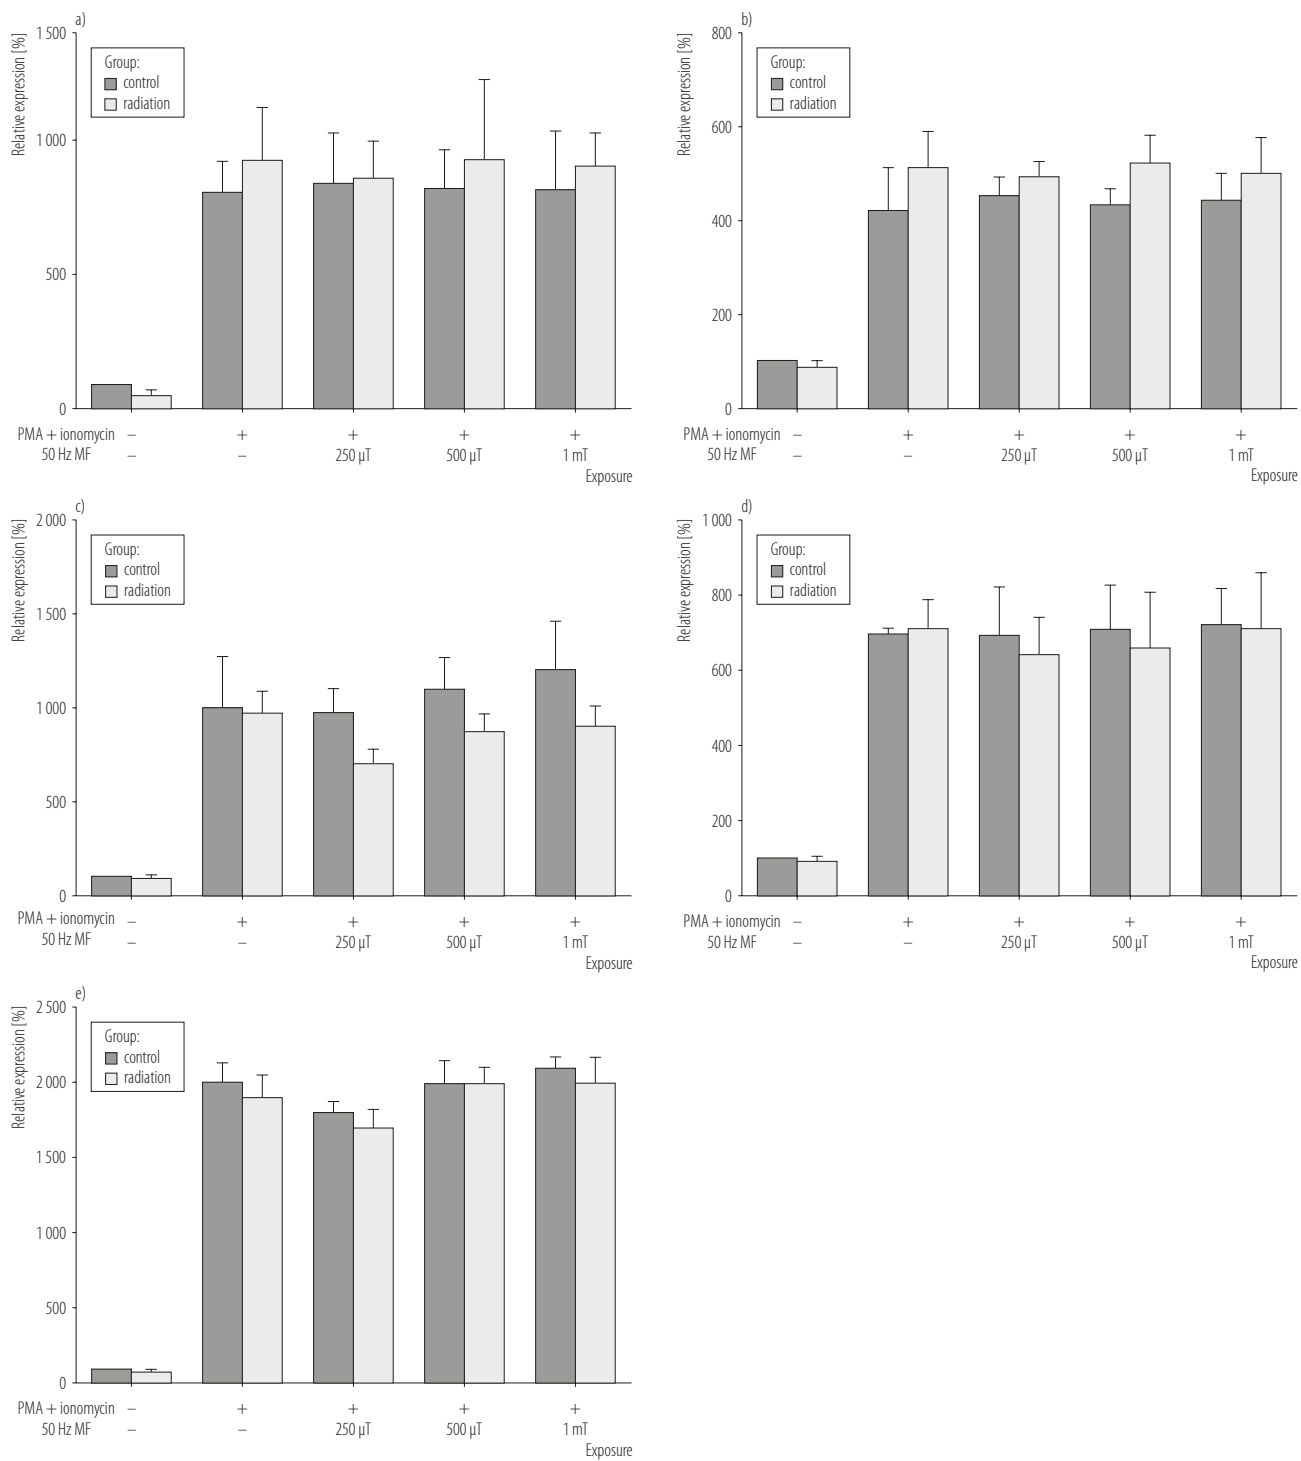 a)
Relative expression [%]
1 500
1 000
500
0
Group:
control
radiation
PMA + ionomycin – + + + +
50 Hz MF – – 250 µT 500 µT 1 mT
Exposure
b)
Relative expression [%]
800
600
400
200
0
Group:
control
radiation
PMA + ionomycin – + + + +
50 Hz MF – – 250 µT 500 µT 1 mT
Exposure
c)
Relative expression [%]
2 000
1 500
1 000
500
0
Group:
control
radiation
PMA + ionomycin – + + + +
50 Hz MF – – 250 µT 500 µT 1 mT
Exposure
d)
Relative expression [%]
1 000
800
600
400
200
0
Group:
control
radiation
PMA + ionomycin – + + + +
50 Hz MF – – 250 µT 500 µT 1 mT
Exposure
e)
Relative expression [%]
2 500
2 000
1 500
1 000
500
0
Group:
control
radiation
PMA + ionomycin – + + + +
50 Hz MF – – 250 µT 500 µT 1 mT
Exposure